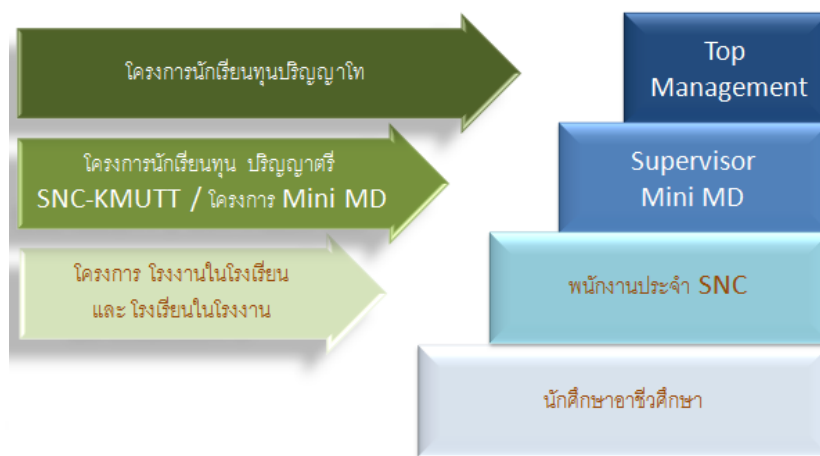 โครงการนักเรียนทุนปริญญาโท
Top
Management
โครงการนักเรียนทุน ปริญญาตรี
SNC-KMUTT / โครงการ Mini MD
Supervisor
Mini MD
โครงการ โรงงานในโรงเรียน
และ โรงเรียนในโรงงาน
พนักงานประจำ SNC
นักศึกษาอาชีวศึกษา